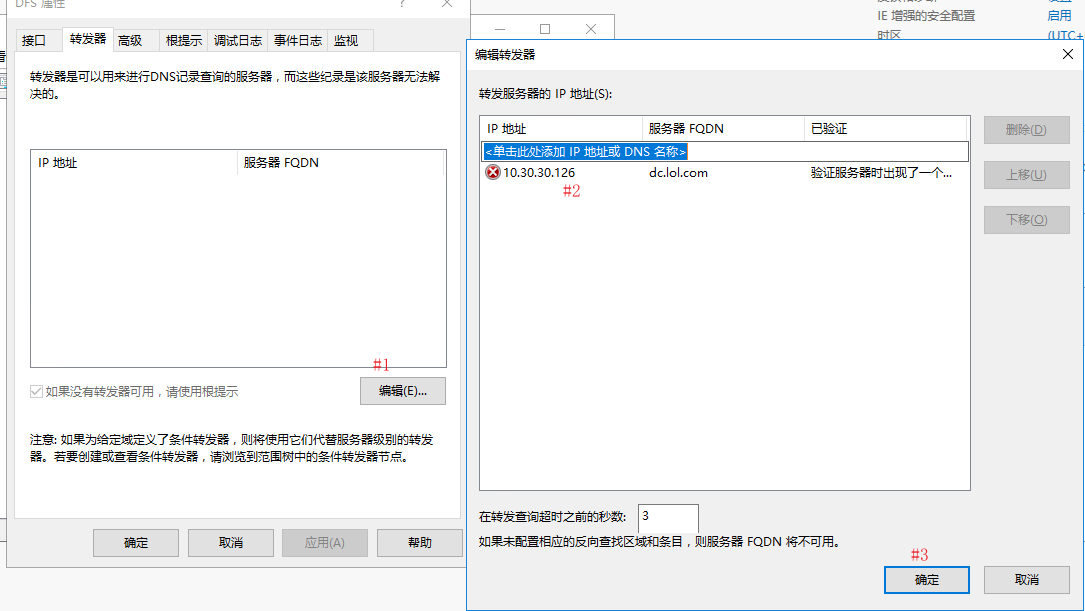 DFS 属性
接口 转发器 高级 根提示 调试日志 事件日志 监视
转发器是可以用来进行DNS记录查询的服务器，而这些纪录是该服务器无法解
决的。
IP 地址 服务器 FQDN
#1
如果没有转发器可用，请使用根提示
编辑(E)...
注意: 如果为给定域定义了条件转发器，则将使用它们代替服务器级别的转发
器。若要创建或查看条件转发器，请浏览到范围树中的条件转发器节点。
确定 取消 应用(A) 帮助
IE 增强的安全配置 启用
时区 (UTC+
编辑转发器
转发服务器的 IP 地址(S):
IP 地址 服务器 FQDN 已验证
<单击此处添加 IP 地址或 DNS 名称>
10.30.30.126 dc.lol.com 验证服务器时出现了一个...
#2
删除(D)
上移(U)
下移(O)
在转发查询超时之前的秒数: 3
如果未配置相应的反向查找区域和条目，则服务器 FQDN 将不可用。
#3
确定 取消